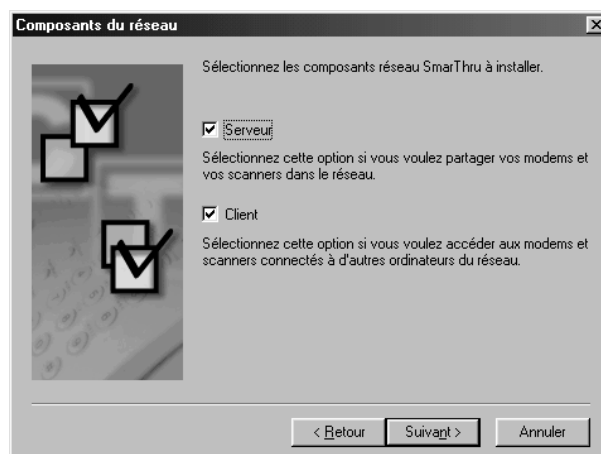 Composants du réseau
Sélectionnez les composants réseau SmarThru à installer.
Serveur
Sélectionnez cette option si vous voulez partager vos modems et
vos scanners dans le réseau.
Client
Sélectionnez cette option si vous voulez accéder aux modems et
scanners connectés à d'autres ordinateurs du réseau.
< Retour Suivant > Annuler